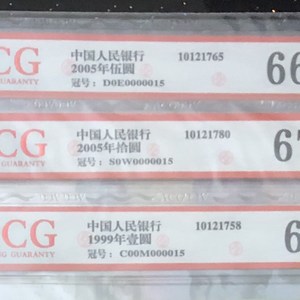 CG
GUARANTY
中国人民银行 10121765
2005年伍圆
冠号: D0E0000015
66
CG
GUARANTY
中国人民银行 10121780
2005年拾圆
冠号: S0W0000015
67
CG
GUARANTY
中国人民银行 10121758
1999年壹圆
冠号: C00M000015
6